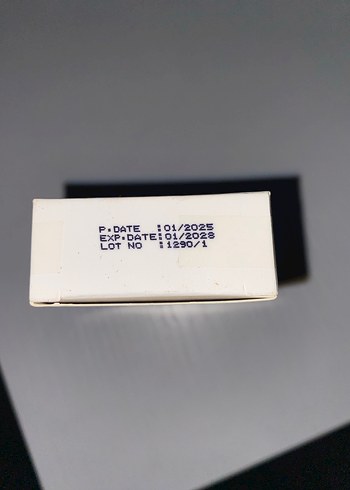 P.DATE :01/2025
EXP.DATE:01/2028
LOT NO :1290/1